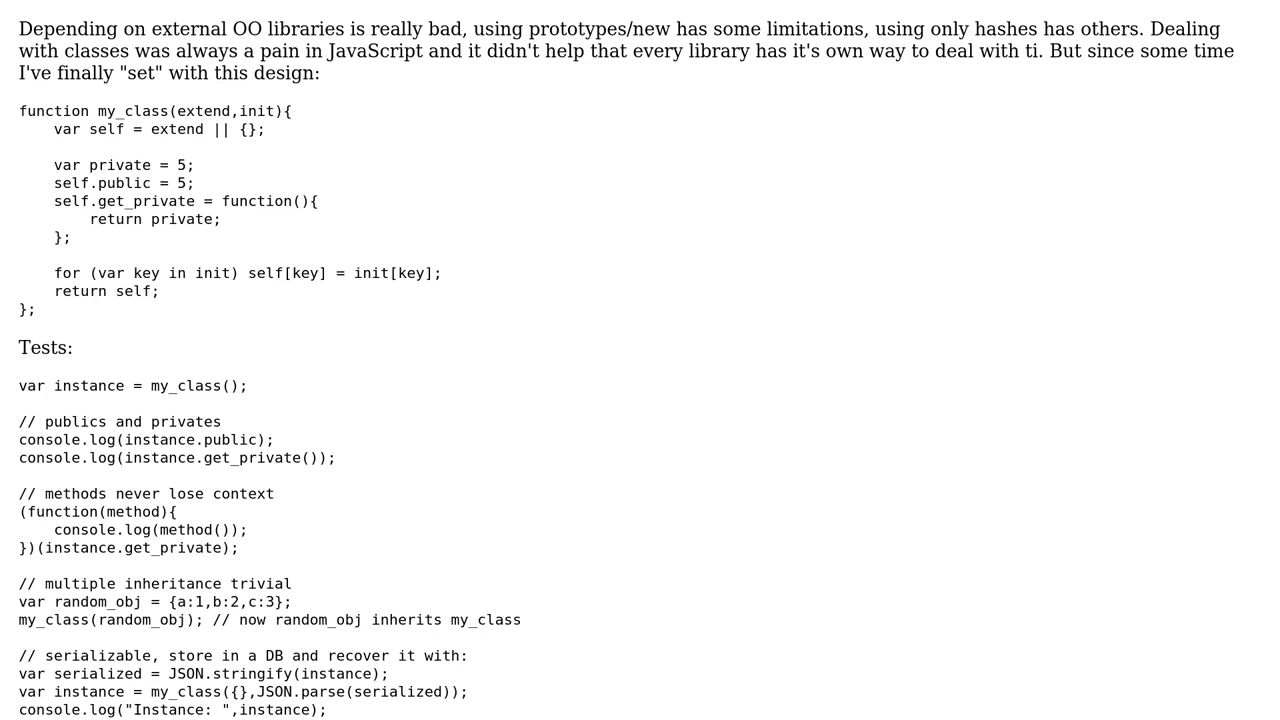 Depending on external OO libraries is really bad, using prototypes/new has some limitations, using only hashes has others. Dealing
with classes was always a pain in JavaScript and it didn't help that every library has it's own way to deal with ti. But since some time
I've finally "set" with this design:
function my_class(extend,init){
    var self = extend || {};
    var private = 5;
    self.public = 5;
    self.get_private = function(){
        return private;
    };
    for (var key in init) self[key] = init[key];
    return self;
};
Tests:
var instance = my_class();
// publics and privates
console.log(instance.public);
console.log(instance.get_private());
// methods never lose context
(function(method){
    console.log(method());
})(instance.get_private);
// multiple inheritance trivial
var random_obj = {a:1,b:2,c:3};
my_class(random_obj); // now random_obj inherits my_class
// serializable, store in a DB and recover it with:
var serialized = JSON.stringify(instance);
var instance = my_class({},JSON.parse(serialized));
console.log("Instance: ",instance);